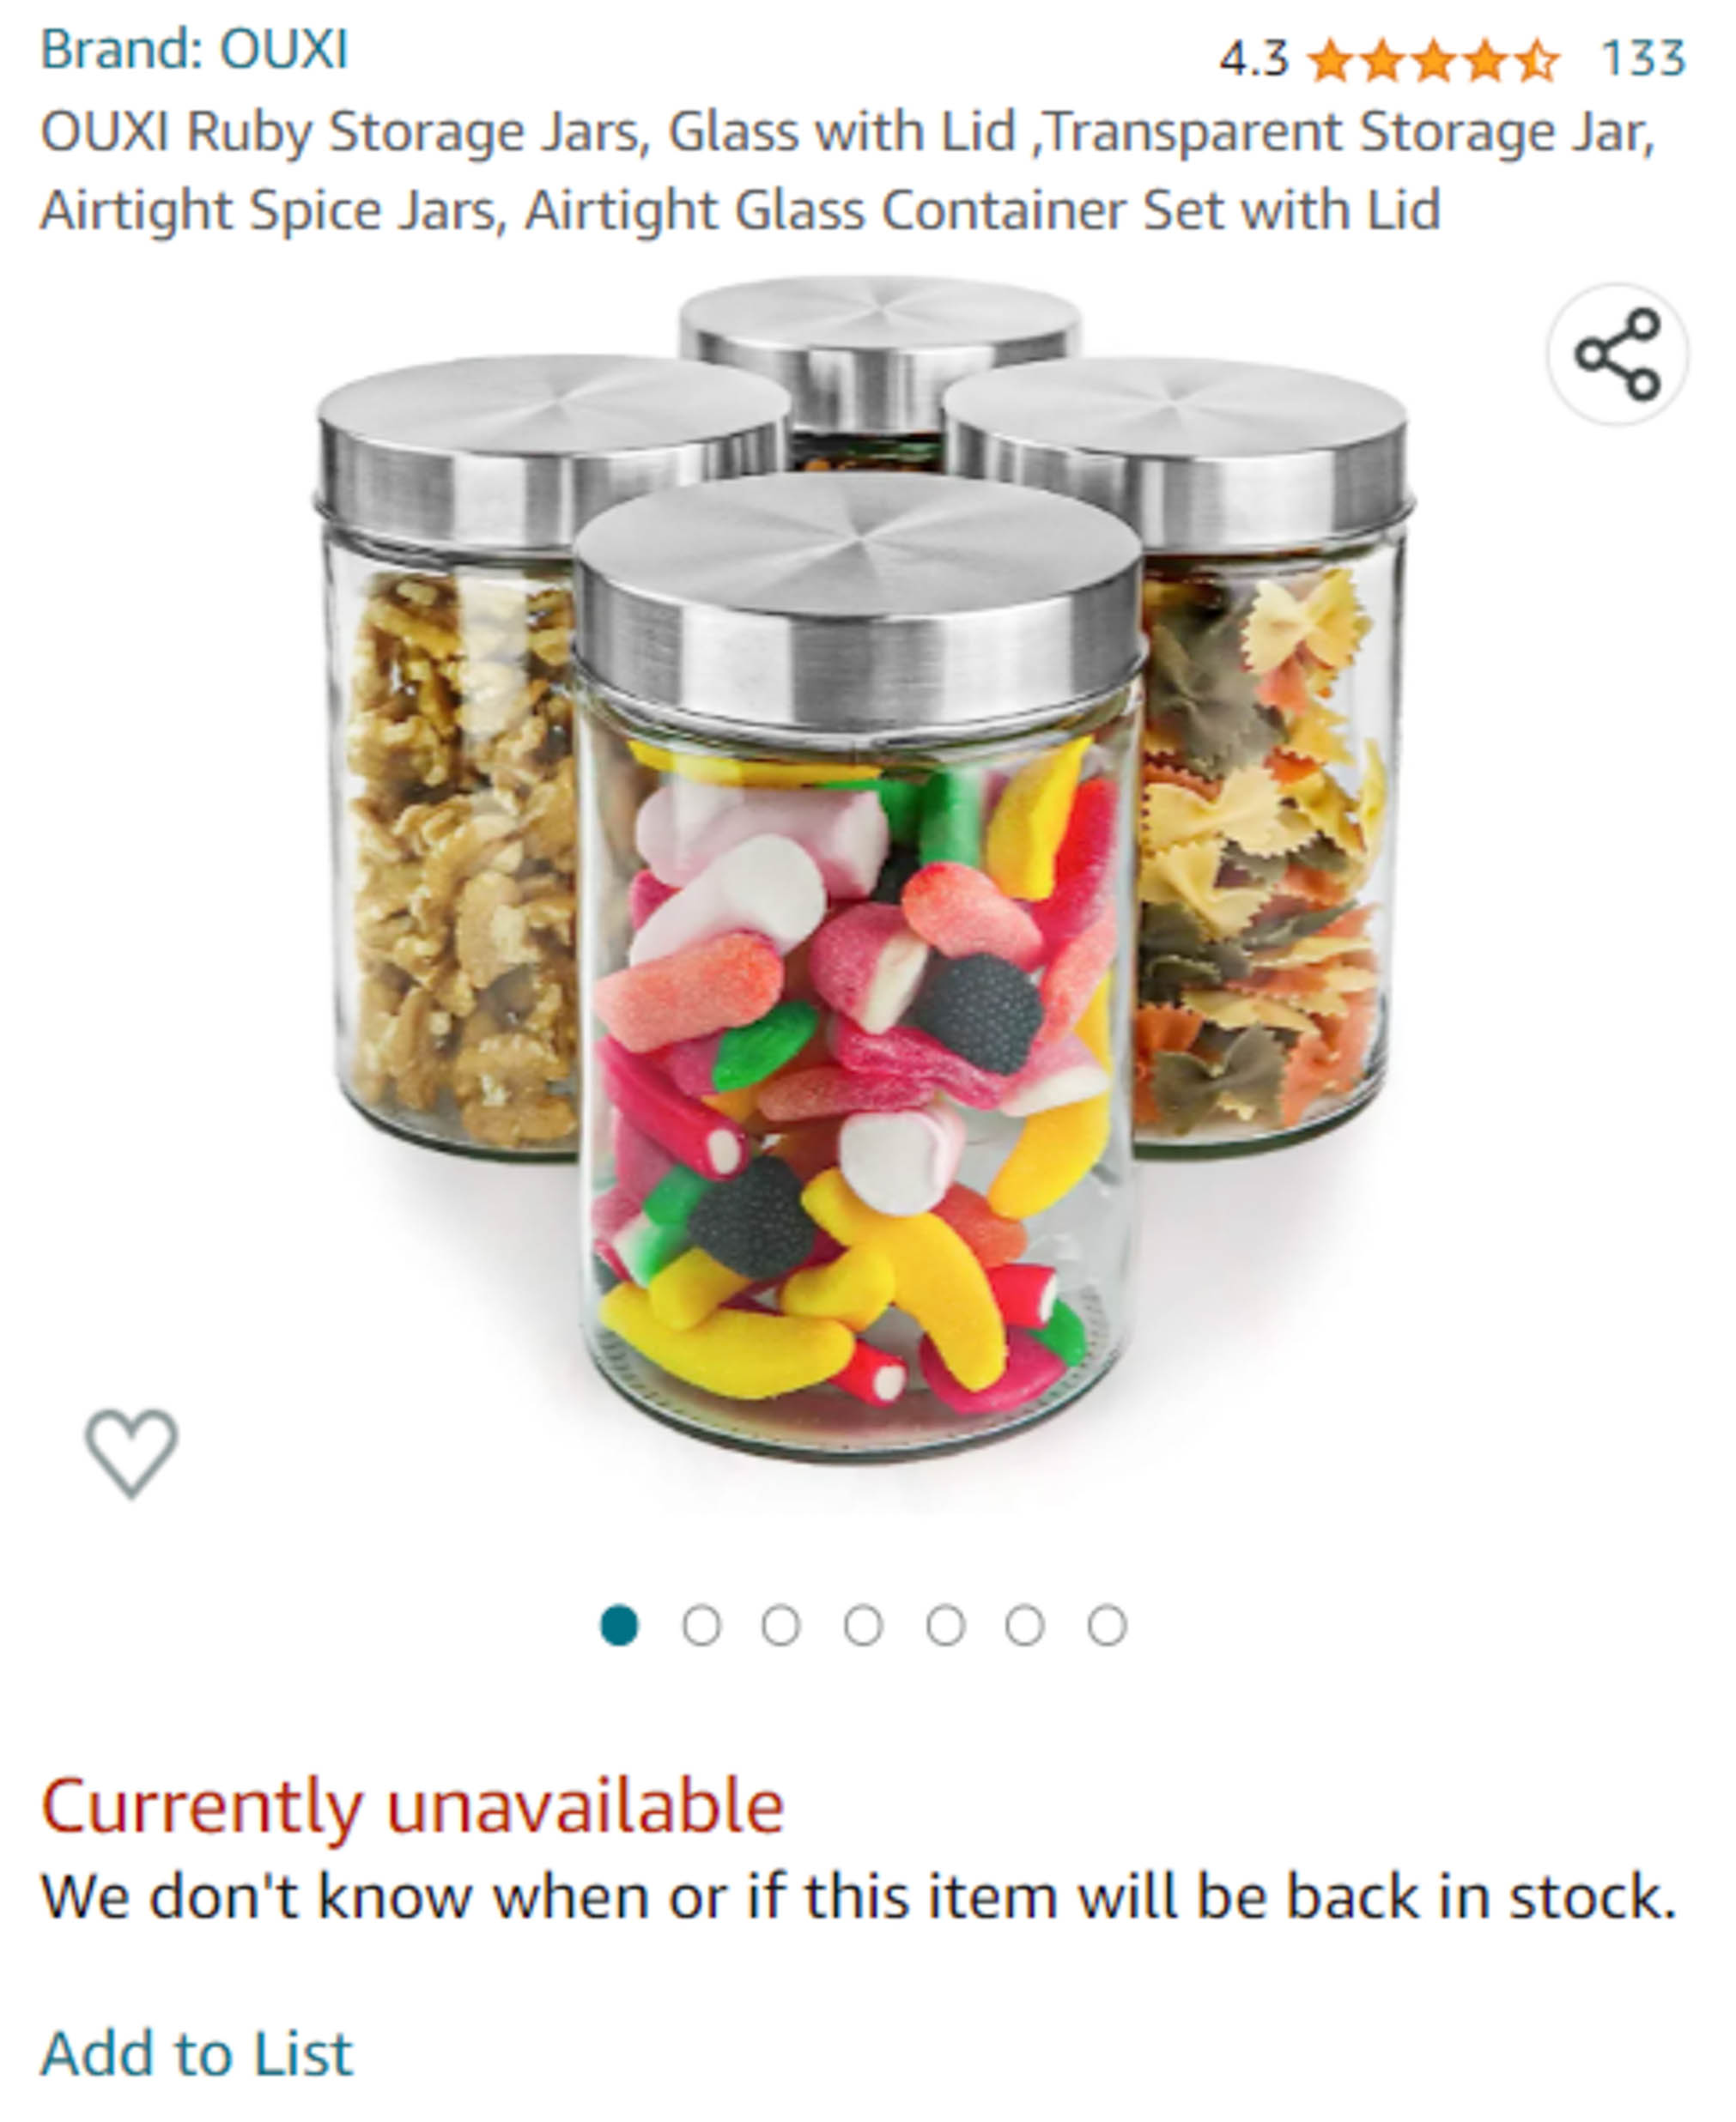 Brand: OUXI
4.3 133
OUXI Ruby Storage Jars, Glass with Lid ,Transparent Storage Jar,
Airtight Spice Jars, Airtight Glass Container Set with Lid
Currently unavailable
We don't know when or if this item will be back in stock.
Add to List